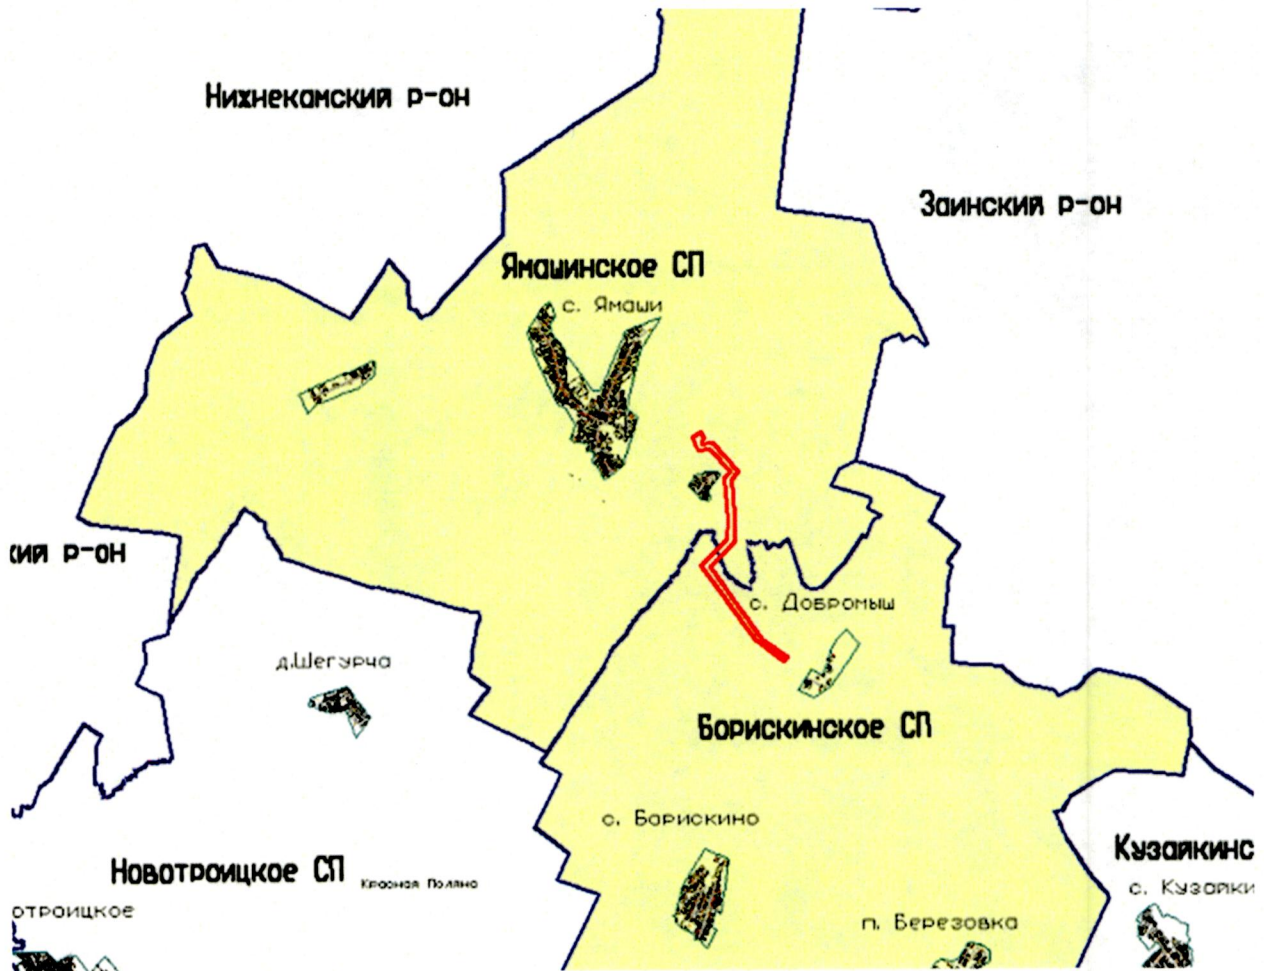 Нижнекамский р-он
Заинский р-он
Ямашинское СП
с. Ямаши
кий р-он
с. Добромыш
д.Шегурча
Борискинское СП
с. Барискино
Новотроицкое СП
Красная Поляна
Кузайкинс
с. Кузайки
отроицкое
п. Березовка